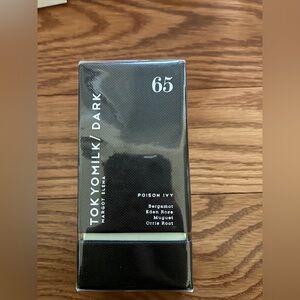 65
TOKYOMILK/ DARK
MARGOT ELENA
POISON IVY
Bergamot
Eden Rose
Muguet
Orris Root